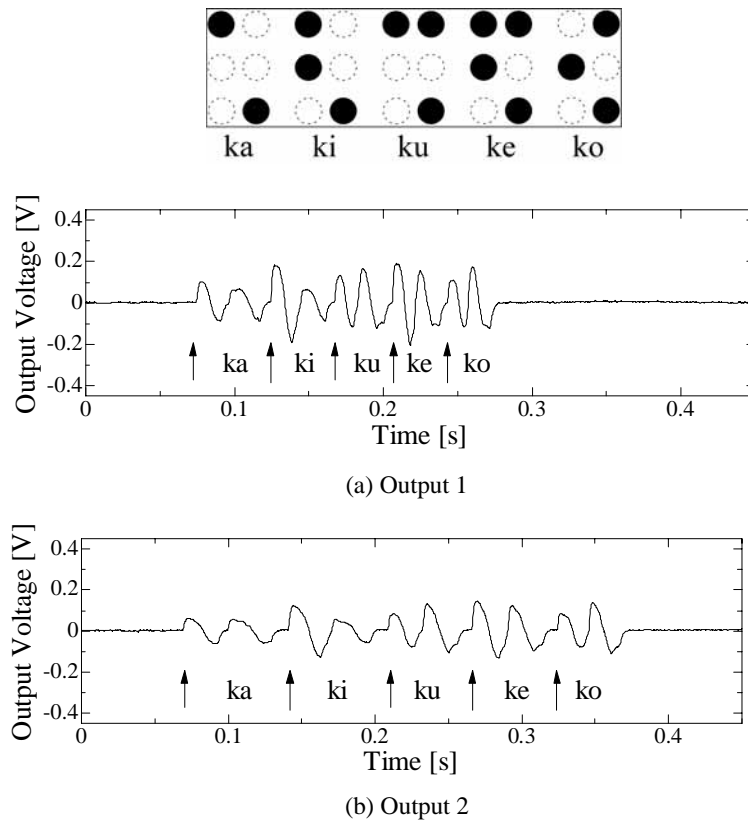 ka ki ku ke ko
Output Voltage [V]
0.4
0.2
0
-0.2
-0.4
ka ki ku ke ko
0 0.1 0.2 0.3 0.4
Time [s]
(a) Output 1
Output Voltage [V]
0.4
0.2
0
-0.2
-0.4
ka ki ku ke ko
0 0.1 0.2 0.3 0.4
Time [s]
(b) Output 2